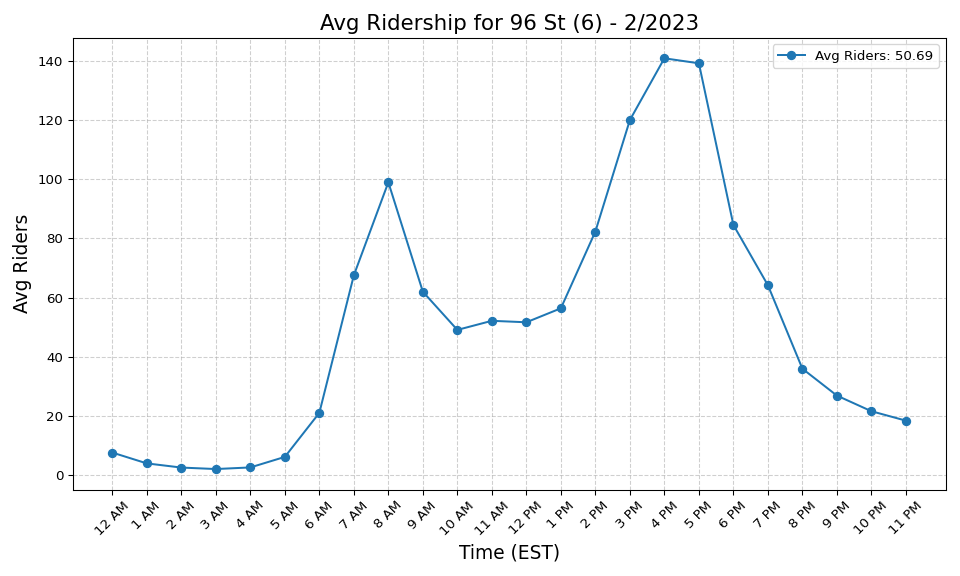 Avg Ridership for 96 St (6) - 2/2023
Avg Riders: 50.69
Avg Riders
140
120
100
80
60
40
20
0
12 AM
1 AM
2 AM
3 AM
4 AM
5 AM
6 AM
7 AM
8 AM
9 AM
10 AM
11 AM
12 PM
1 PM
2 PM
3 PM
4 PM
5 PM
6 PM
7 PM
8 PM
9 PM
10 PM
11 PM
Time (EST)